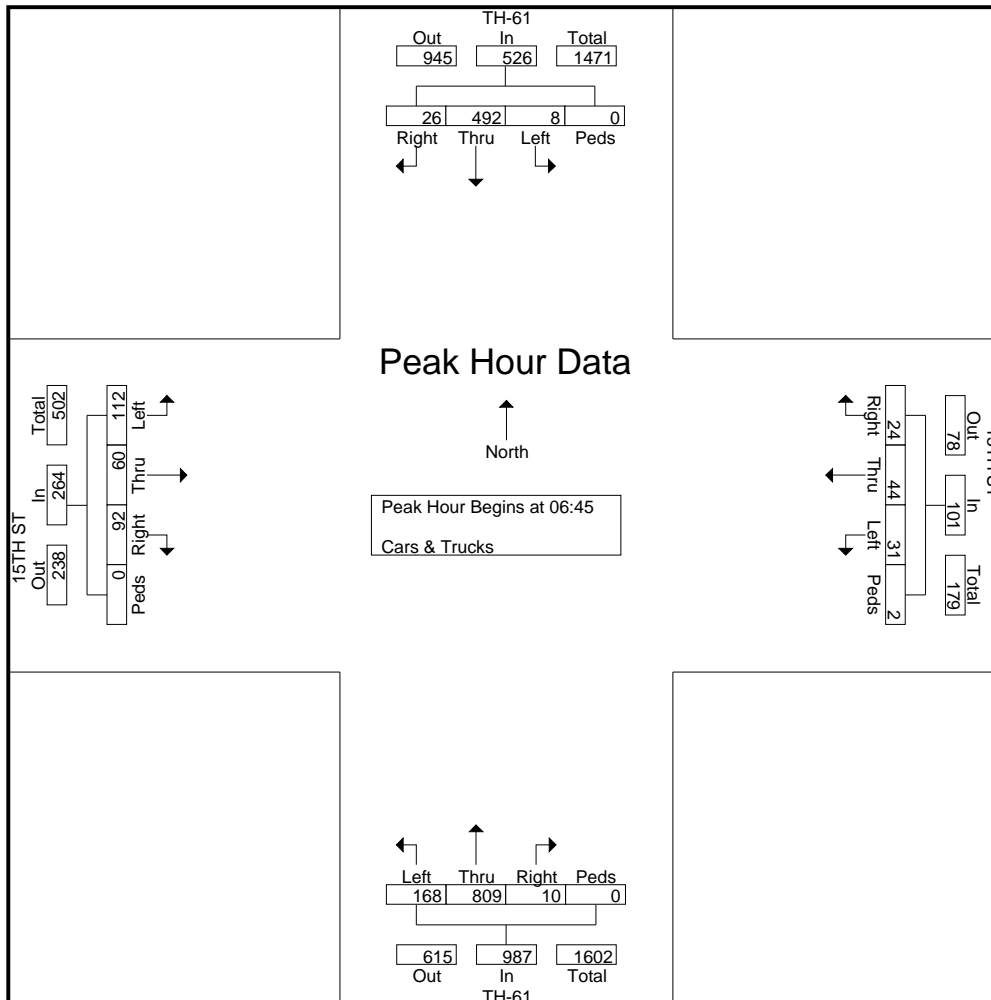 TH-61
Out In Total
945 526 1471
26 492 8 0
Right Thru Left Peds
Peak Hour Data
North
Peak Hour Begins at 06:45
Cars & Trucks
15TH ST
Total In Out
502 264 238
112 60 92 0
Left Thru Right Peds
Right Thru Left Peds
24 44 31 2
78 101 179
Out In Total
Left Thru Right Peds
168 809 10 0
615 987 1602
Out In Total
TH-61